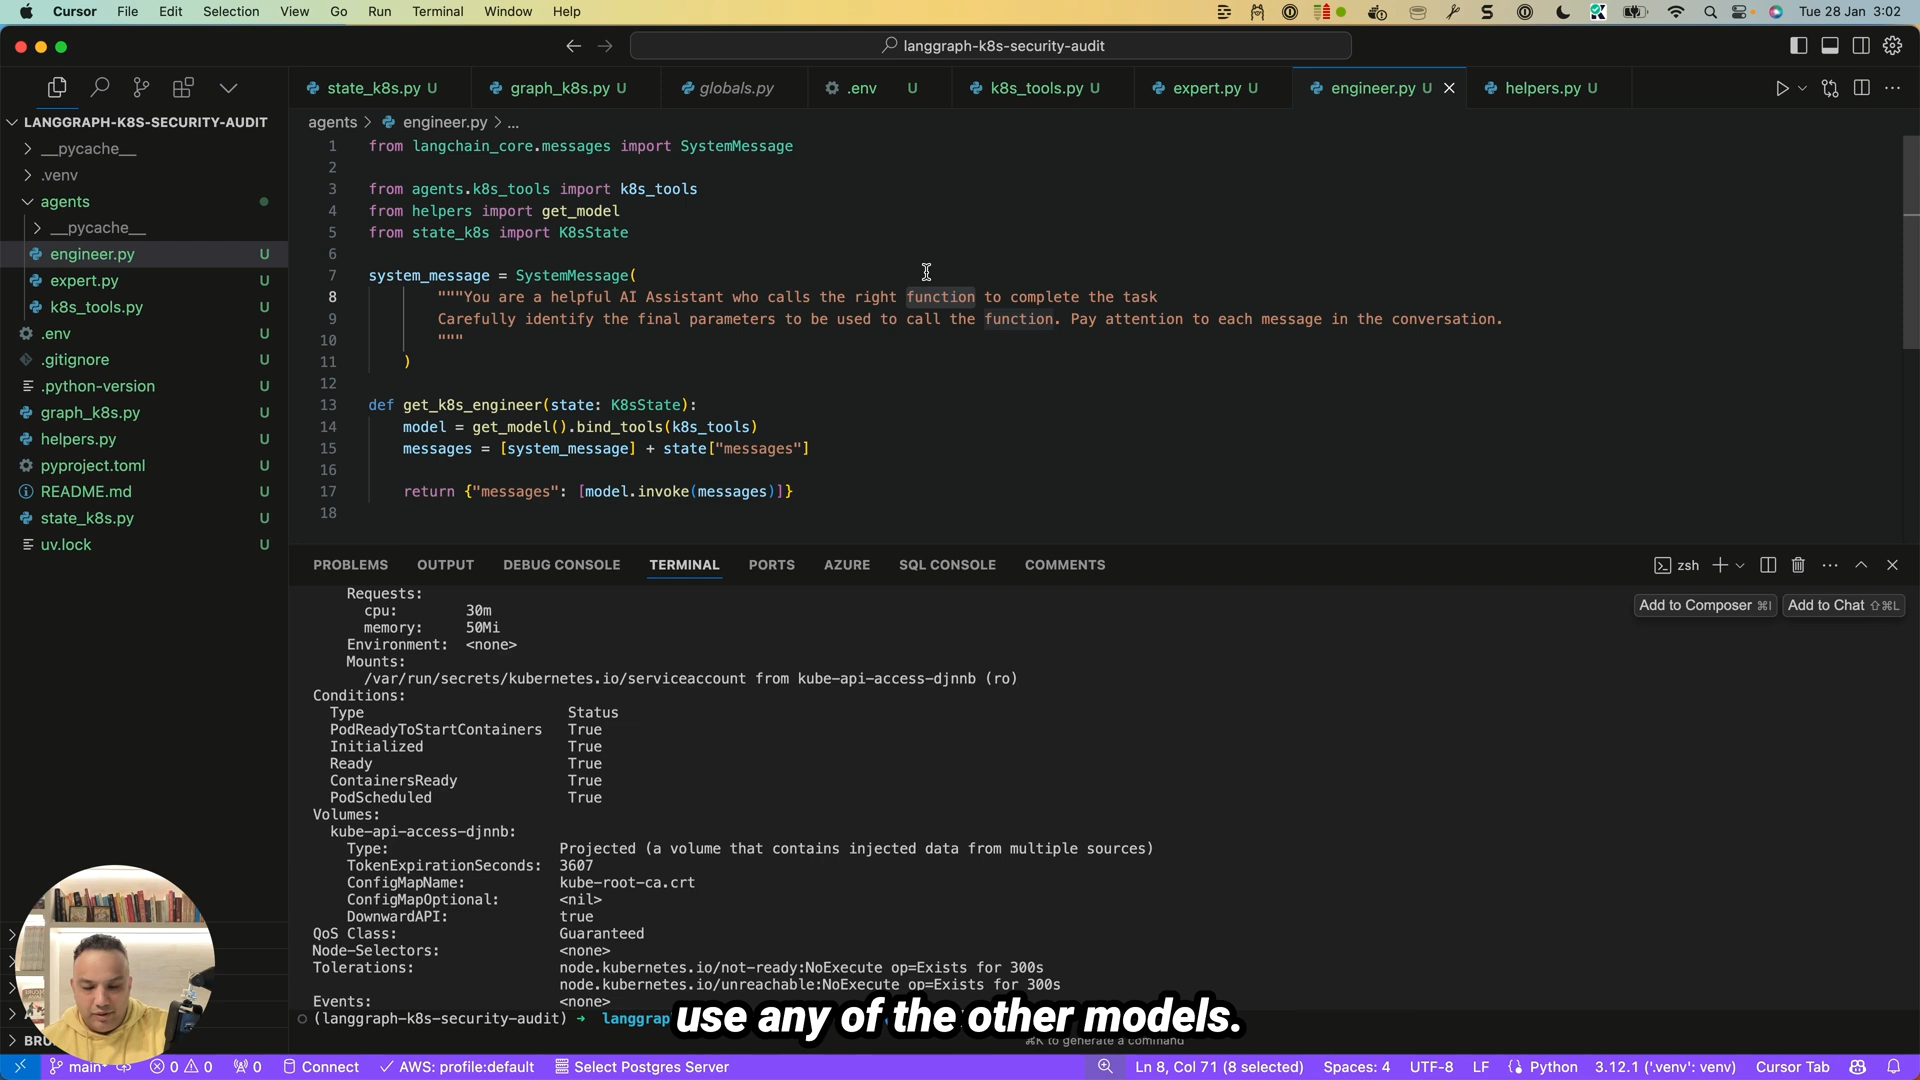 Cursor File Edit Selection View Go Run Terminal Window Help
Tue 28 Jan 3:02
langgraph-k8s-security-audit
state_k8s.py U
graph_k8s.py U
globals.py
.env U
k8s_tools.py U
expert.py U
engineer.py U
helpers.py U
LANGGRAPH-K8S-SECURITY-AUDIT
__pycache__
.venv
agents
__pycache__
engineer.py U
expert.py U
k8s_tools.py U
.env U
.gitignore U
.python-version U
graph_k8s.py U
helpers.py U
pyproject.toml U
README.md U
state_k8s.py U
uv.lock U
BRU
agents > engineer.py > ...
1 from langchain_core.messages import SystemMessage
2
3 from agents.k8s_tools import k8s_tools
4 from helpers import get_model
5 from state_k8s import K8sState
6
7 system_message = SystemMessage(
8 """You are a helpful AI Assistant who calls the right function to complete the task
9 Carefully identify the final parameters to be used to call the function. Pay attention to each message in the conversation.
10 """
11 )
12
13 def get_k8s_engineer(state: K8sState):
14 model = get_model().bind_tools(k8s_tools)
15 messages = [system_message] + state["messages"]
16
17 return {"messages": [model.invoke(messages)]}
18
PROBLEMS OUTPUT DEBUG CONSOLE TERMINAL PORTS AZURE SQL CONSOLE COMMENTS
zsh
Add to Composer ⌘I Add to Chat ⇧⌘L
Requests:
cpu: 30m
memory: 50Mi
Environment: <none>
Mounts:
/var/run/secrets/kubernetes.io/serviceaccount from kube-api-access-djnnb (ro)
Conditions:
Type Status
PodReadyToStartContainers True
Initialized True
Ready True
ContainersReady True
PodScheduled True
Volumes:
kube-api-access-djnnb:
Type: Projected (a volume that contains injected data from multiple sources)
TokenExpirationSeconds: 3607
ConfigMapName: kube-root-ca.crt
ConfigMapOptional: <nil>
DownwardAPI: true
QoS Class: Guaranteed
Node-Selectors: <none>
Tolerations: node.kubernetes.io/not-ready:NoExecute op=Exists for 300s
node.kubernetes.io/unreachable:NoExecute op=Exists for 300s
Events: <none>
(langgraph-k8s-security-audit) → langgrap
use any of the other models.
⌘K to generate a command
main* 0 0 0 Connect AWS: profile:default Select Postgres Server
Ln 8, Col 71 (8 selected) Spaces: 4 UTF-8 LF Python 3.12.1 ('.venv': venv) Cursor Tab